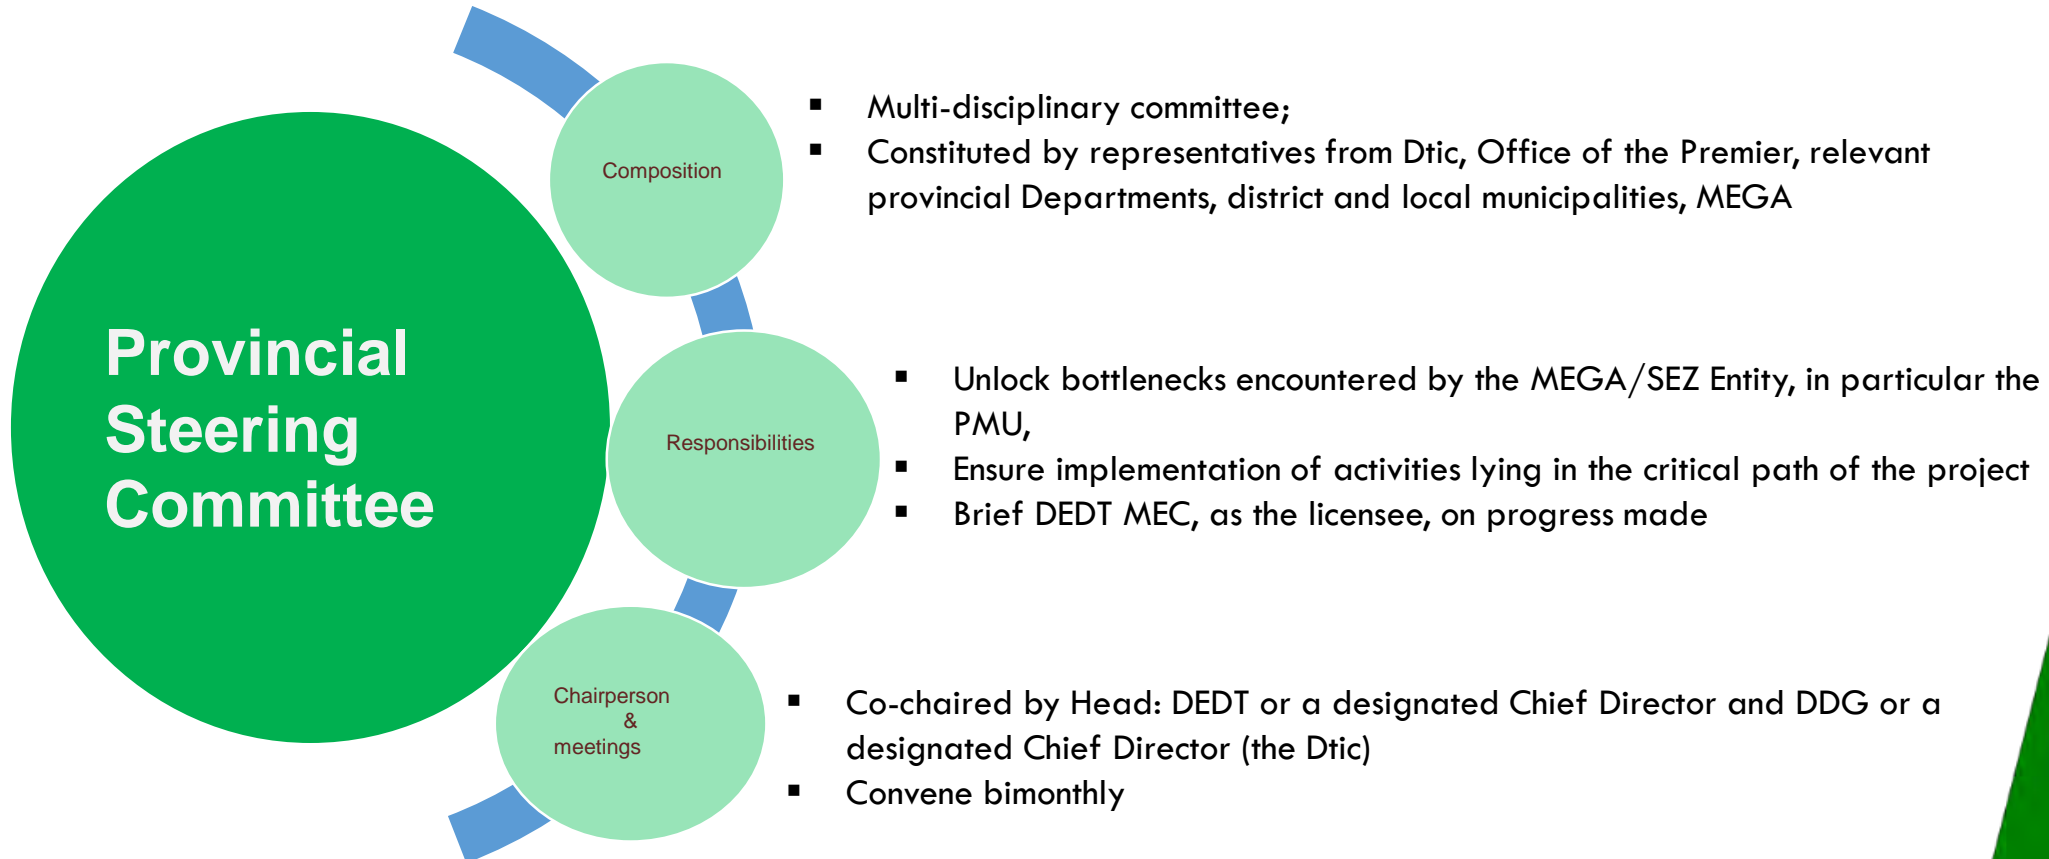 Provincial
Steering
Committee
Composition
▪ Multi-disciplinary committee;
▪ Constituted by representatives from Dtic, Office of the Premier, relevant
provincial Departments, district and local municipalities, MEGA
Responsibilities
▪ Unlock bottlenecks encountered by the MEGA/SEZ Entity, in particular the
PMU,
▪ Ensure implementation of activities lying in the critical path of the project
▪ Brief DEDT MEC, as the licensee, on progress made
Chairperson
&
meetings
▪ Co-chaired by Head: DEDT or a designated Chief Director and DDG or a
designated Chief Director (the Dtic)
▪ Convene bimonthly